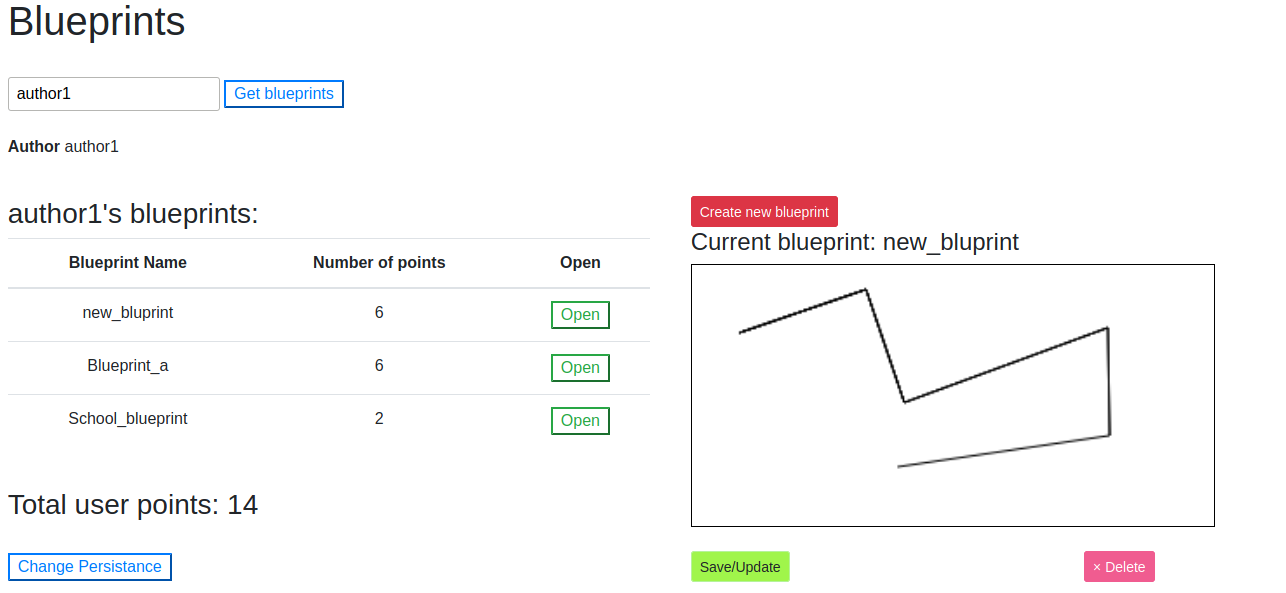 Blueprints
author1 Get blueprints
Author author1
author1's blueprints:
Blueprint Name Number of points Open
new_bluprint 6 Open
Blueprint_a 6 Open
School_blueprint 2 Open
Total user points: 14
Change Persistance
Create new blueprint
Current blueprint: new_bluprint
Save/Update × Delete